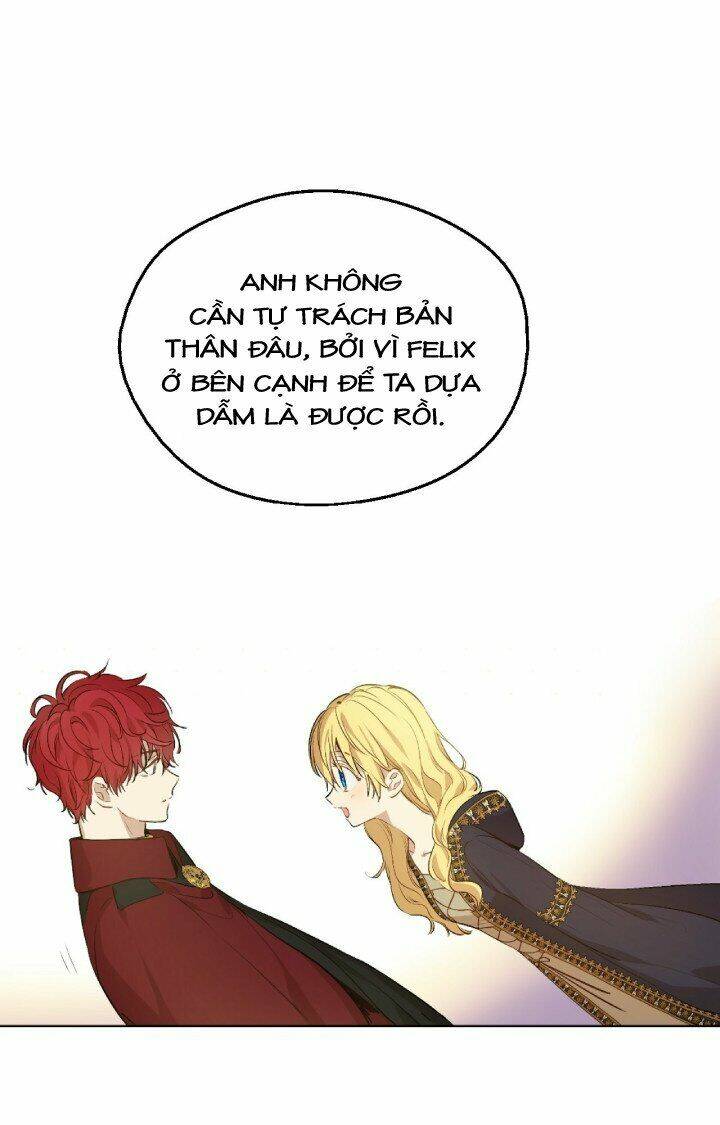 ANH KHÔNG
CẦN TỰ TRÁCH BẢN
THÂN ĐÂU, BỞI VÌ FELIX
Ở BÊN CẠNH ĐỂ TA DỰA
DẪM LÀ ĐƯỢC RỒI.